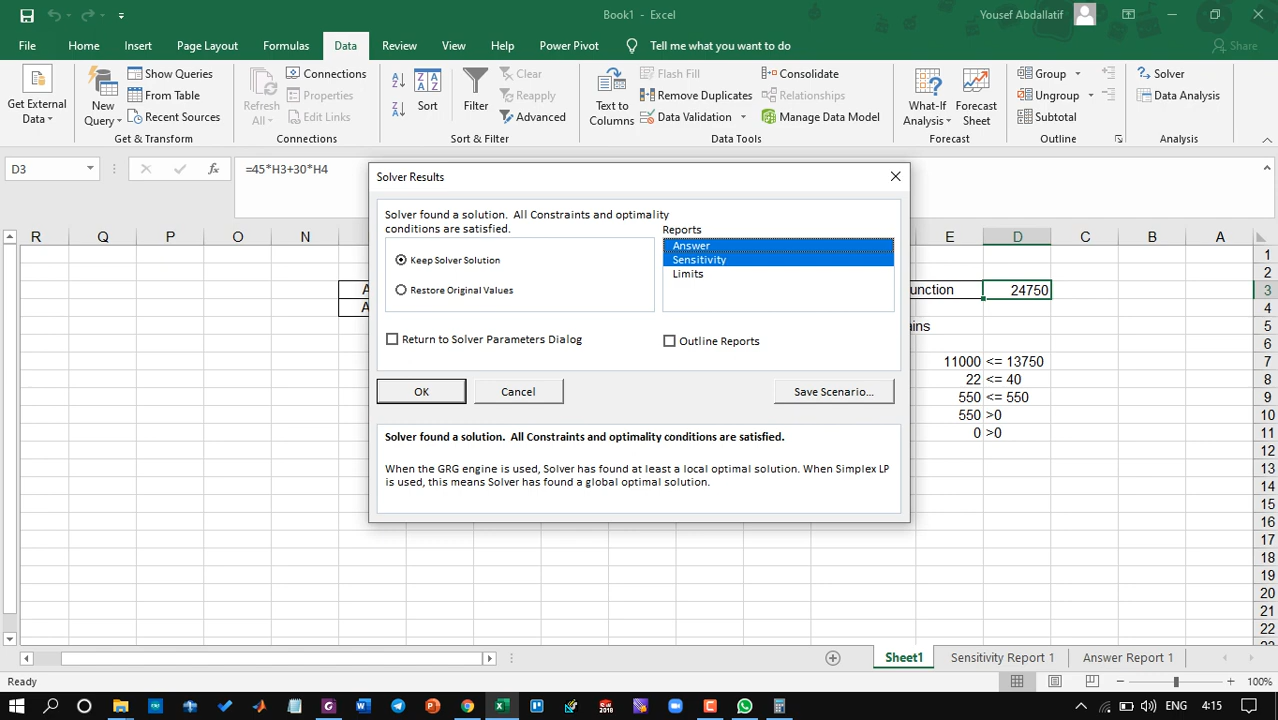 Book1 - Excel
Yousef Abdallatif
File
Home
Insert
Page Layout
Formulas
Data
Review
View
Help
Power Pivot
Tell me what you want to do
Share
Get External Data
New Query
Show Queries
From Table
Recent Sources
Get & Transform
Refresh All
Connections
Properties
Edit Links
Connections
Sort
Filter
Clear
Reapply
Advanced
Sort & Filter
Text to Columns
Flash Fill
Remove Duplicates
Data Validation
Consolidate
Relationships
Manage Data Model
Data Tools
What-If Analysis
Forecast Sheet
Forecast
Group
Ungroup
Subtotal
Outline
Solver
Data Analysis
Analysis
D3
fx
=45*H3+30*H4
R Q P O N E D C B A
Solver Results
Solver found a solution. All Constraints and optimality
conditions are satisfied.
Keep Solver Solution
Restore Original Values
Reports
Answer
Sensitivity
Limits
Return to Solver Parameters Dialog
Outline Reports
OK
Cancel
Save Scenario...
Solver found a solution. All Constraints and optimality conditions are satisfied.
When the GRG engine is used, Solver has found at least a local optimal solution. When Simplex LP
is used, this means Solver has found a global optimal solution.
1
2
unction 24750 3
4
5
6
11000 <= 13750 7
22 <= 40 8
550 <= 550 9
550 >0 10
0 >0 11
12
13
14
15
16
17
18
19
20
21
22
Sheet1
Sensitivity Report 1
Answer Report 1
Ready
100%
4:15